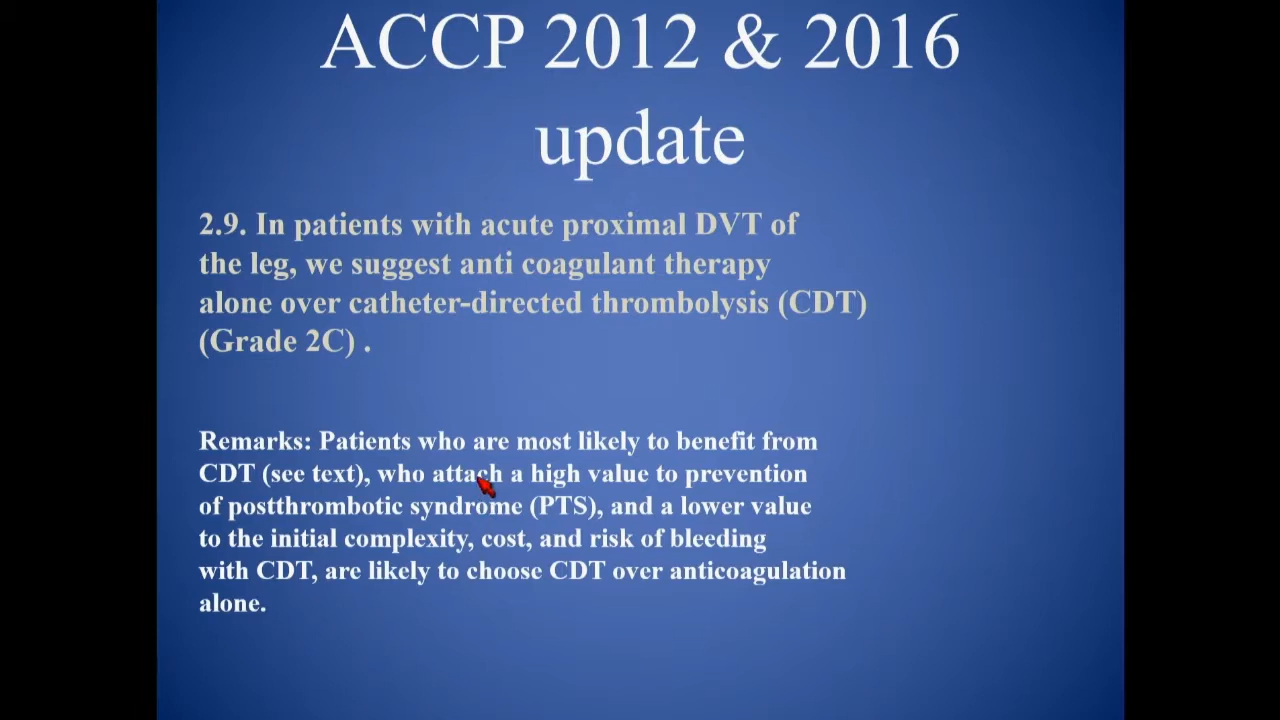 ACCP 2012 & 2016
update
2.9. In patients with acute proximal DVT of
the leg, we suggest anti coagulant therapy
alone over catheter-directed thrombolysis (CDT)
(Grade 2C) .
Remarks: Patients who are most likely to benefit from
CDT (see text), who attach a high value to prevention
of postthrombotic syndrome (PTS), and a lower value
to the initial complexity, cost, and risk of bleeding
with CDT, are likely to choose CDT over anticoagulation
alone.